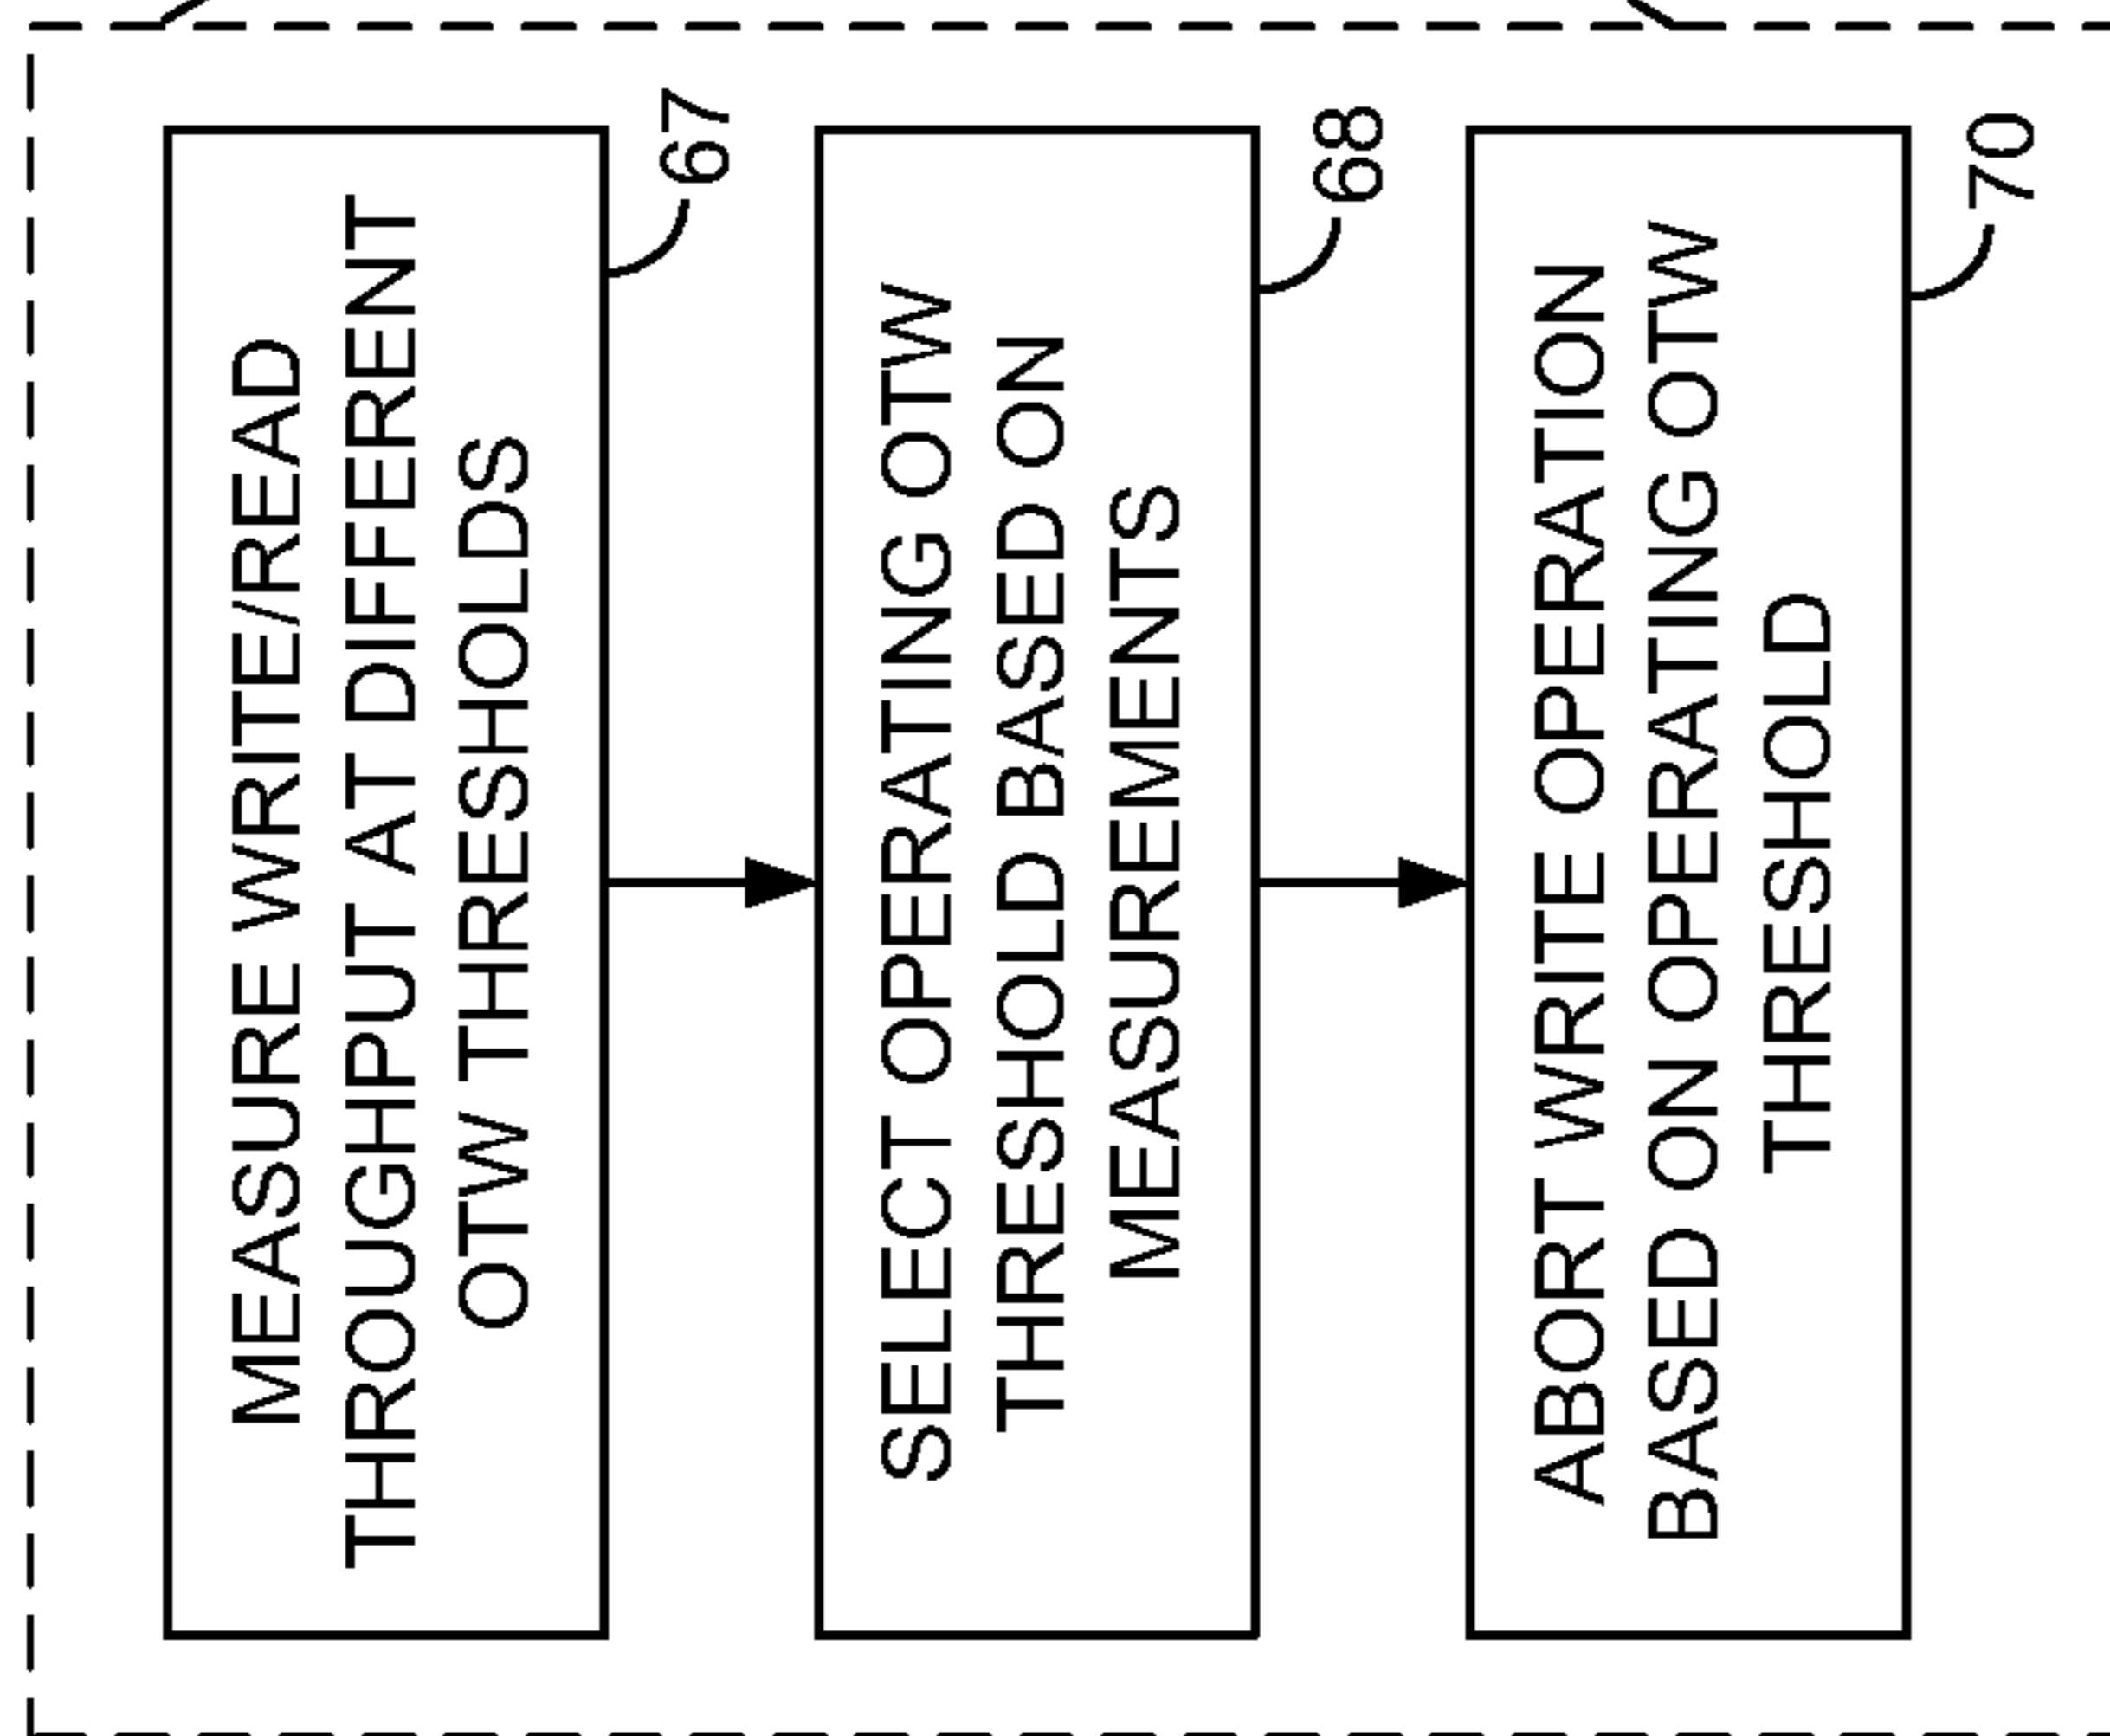 MEASURE WRITE/READ
THROUGHPUT AT DIFFERENT
OTW THRESHOLDS
67
SELECT OPERATING OTW
THRESHOLD BASED ON
MEASUREMENTS
68
ABORT WRITE OPERATION
BASED ON OPERATING OTW
THRESHOLD
70